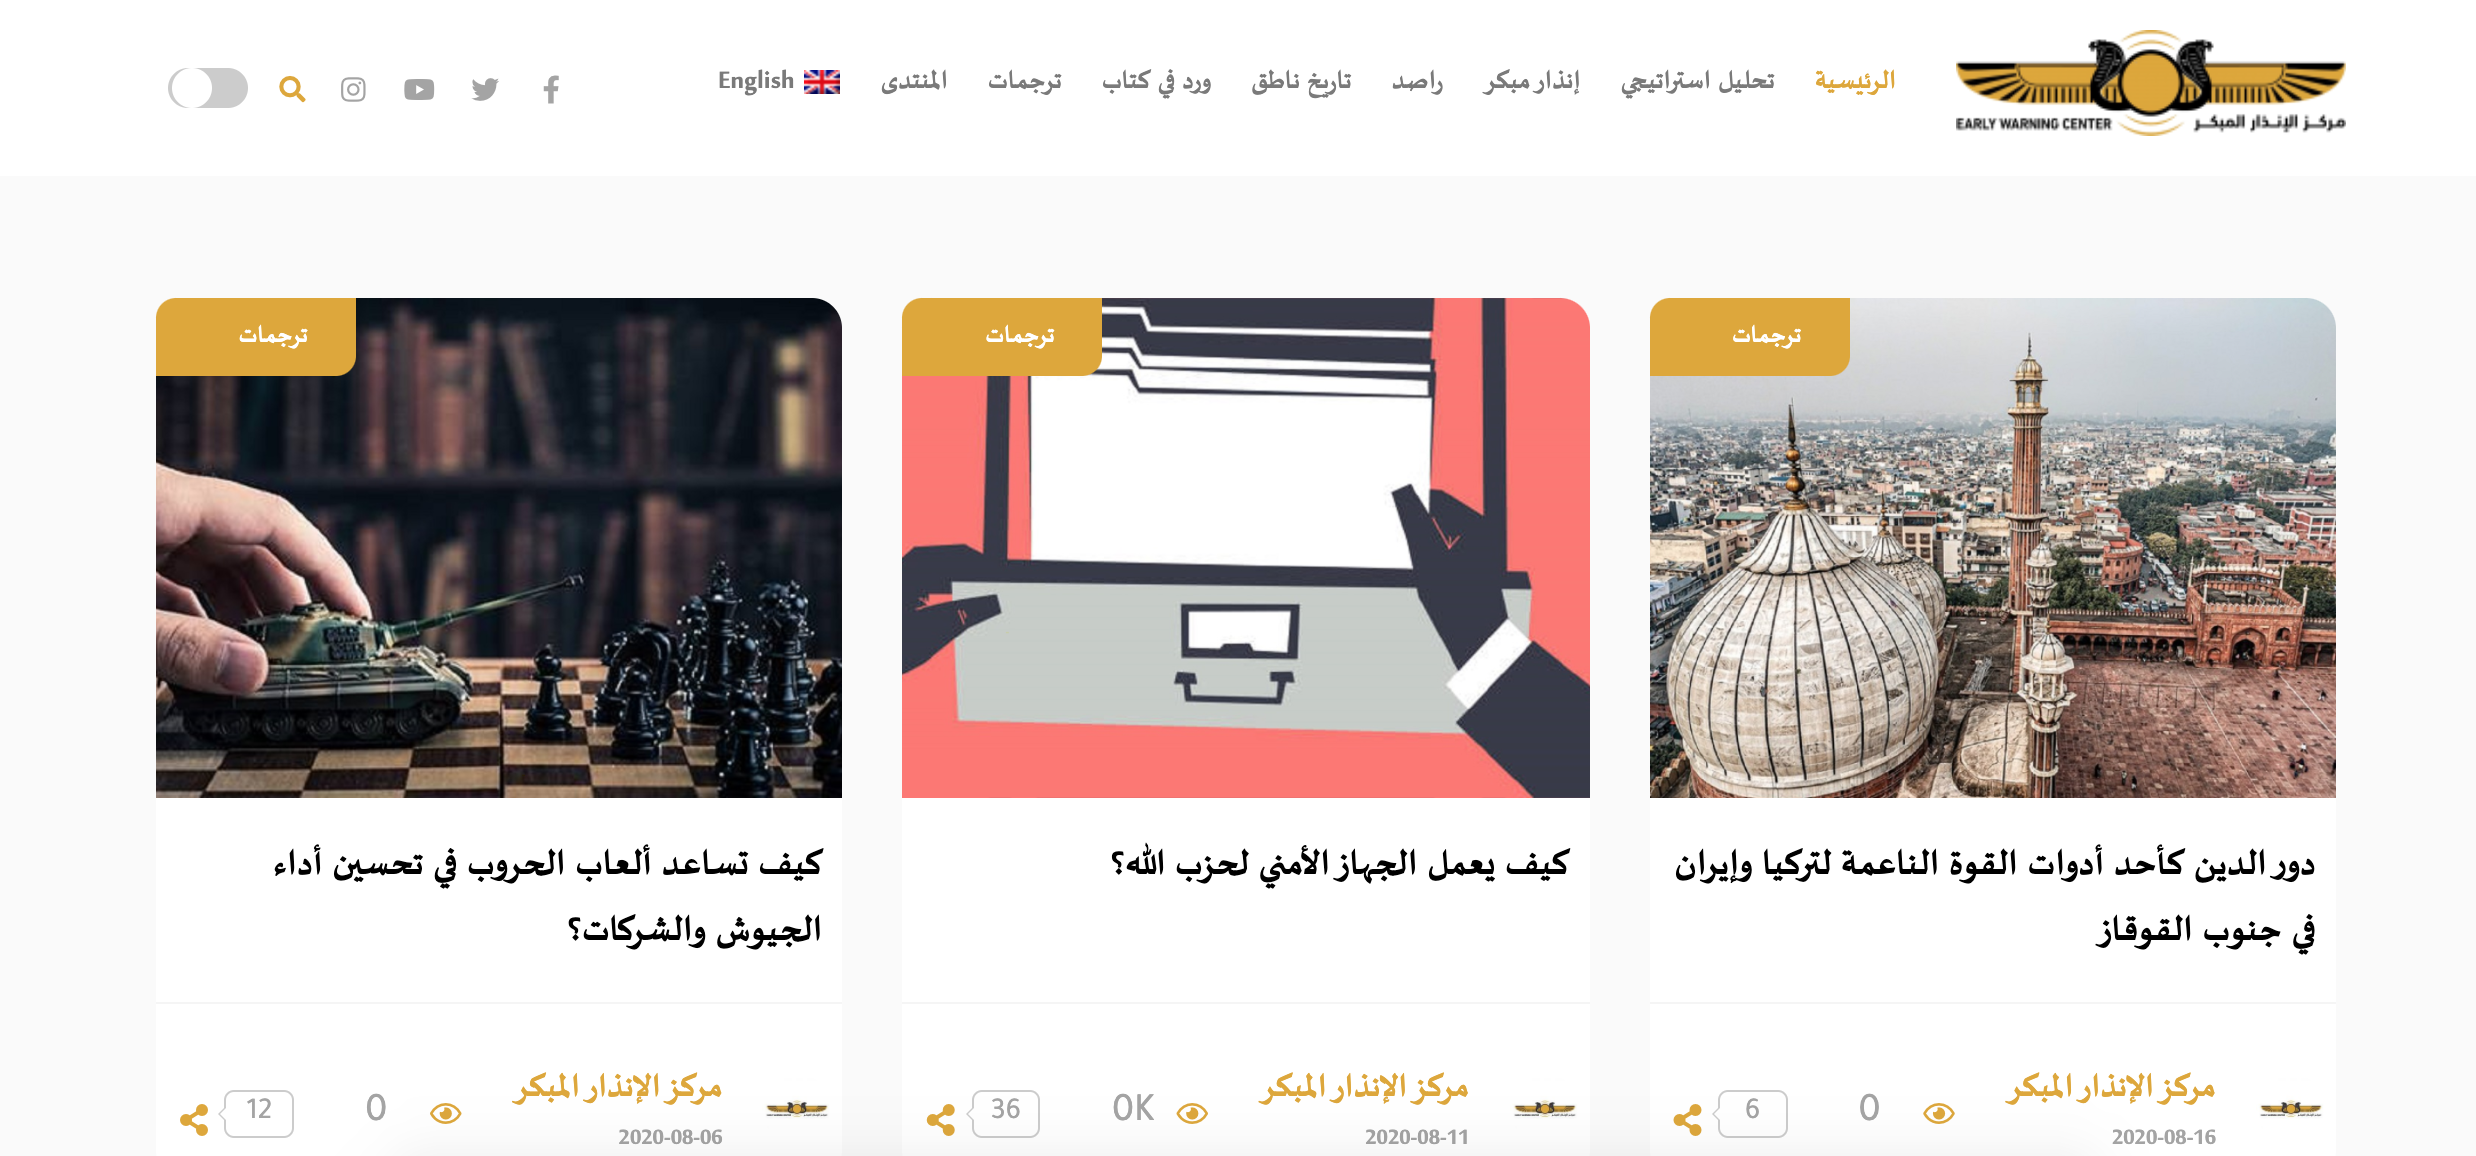 EARLY WARNING CENTER مركـز الإنـذار المبكـر
الرئيسية تحليل استراتيجي إنذار مبكر راصد تاريخ ناطق ورد في كتاب ترجمات المنتدى English
ترجمات
دور الدين كأحد أدوات القوة الناعمة لتركيا وإيران
في جنوب القوقاز
مركز الإنذار المبكر
2020-08-16
0
6
ترجمات
كيف يعمل الجهاز الأمني لحزب الله؟
مركز الإنذار المبكر
2020-08-11
0K
36
ترجمات
كيف تساعد ألعاب الحروب في تحسين أداء
الجيوش والشركات؟
مركز الإنذار المبكر
2020-08-06
0
12